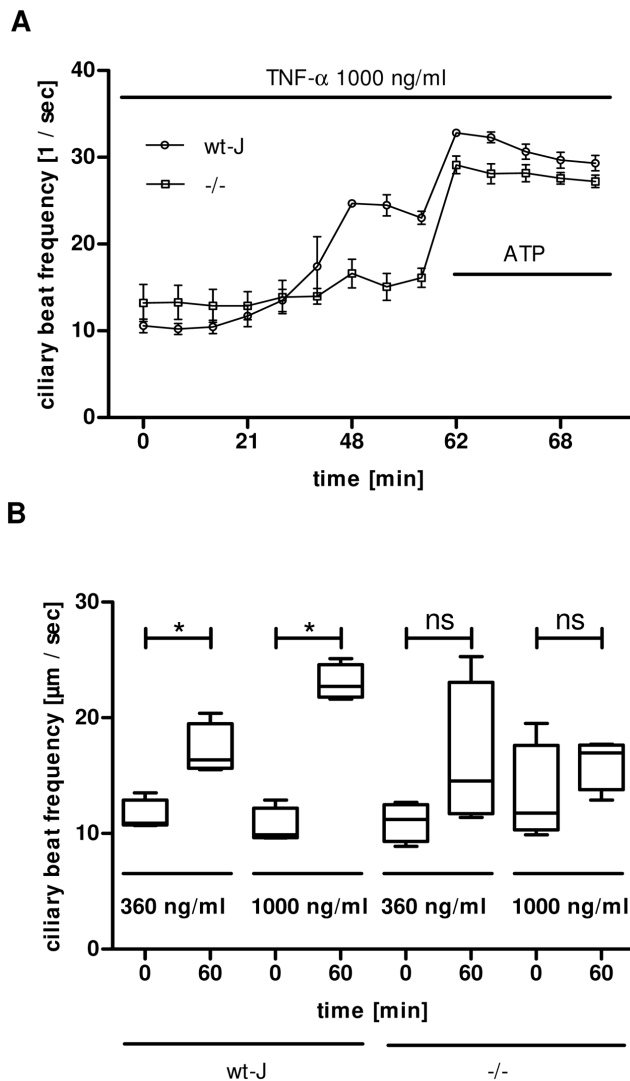 A
TNF-α 1000 ng/ml
wt-J
-/-
ATP
ciliary beat frequency [1 / sec]
40
30
20
10
0
0 21 48 62 68
time [min]
B
ciliary beat frequency [µm / sec]
30
20
10
0
* * ns ns
360 ng/ml 1000 ng/ml 360 ng/ml 1000 ng/ml
0 60 0 60 0 60 0 60
time [min]
wt-J -/-